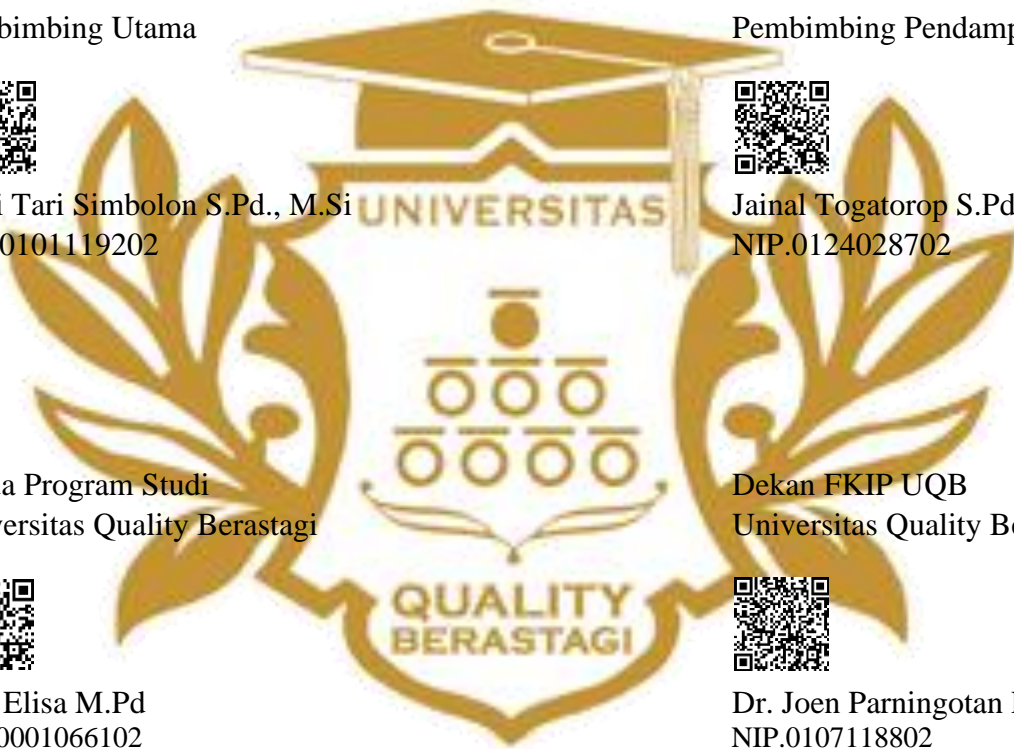 bimbing Utama
Pembimbing Pendamp
i Tari Simbolon S.Pd., M.Si
0101119202
UNIVERSITAS
Jainal Togatorop S.Pd
NIP.0124028702
a Program Studi
versitas Quality Berastagi
Dekan FKIP UQB
Universitas Quality Be
QUALITY
BERASTAGI
Elisa M.Pd
0001066102
Dr. Joen Parningotan
NIP.0107118802